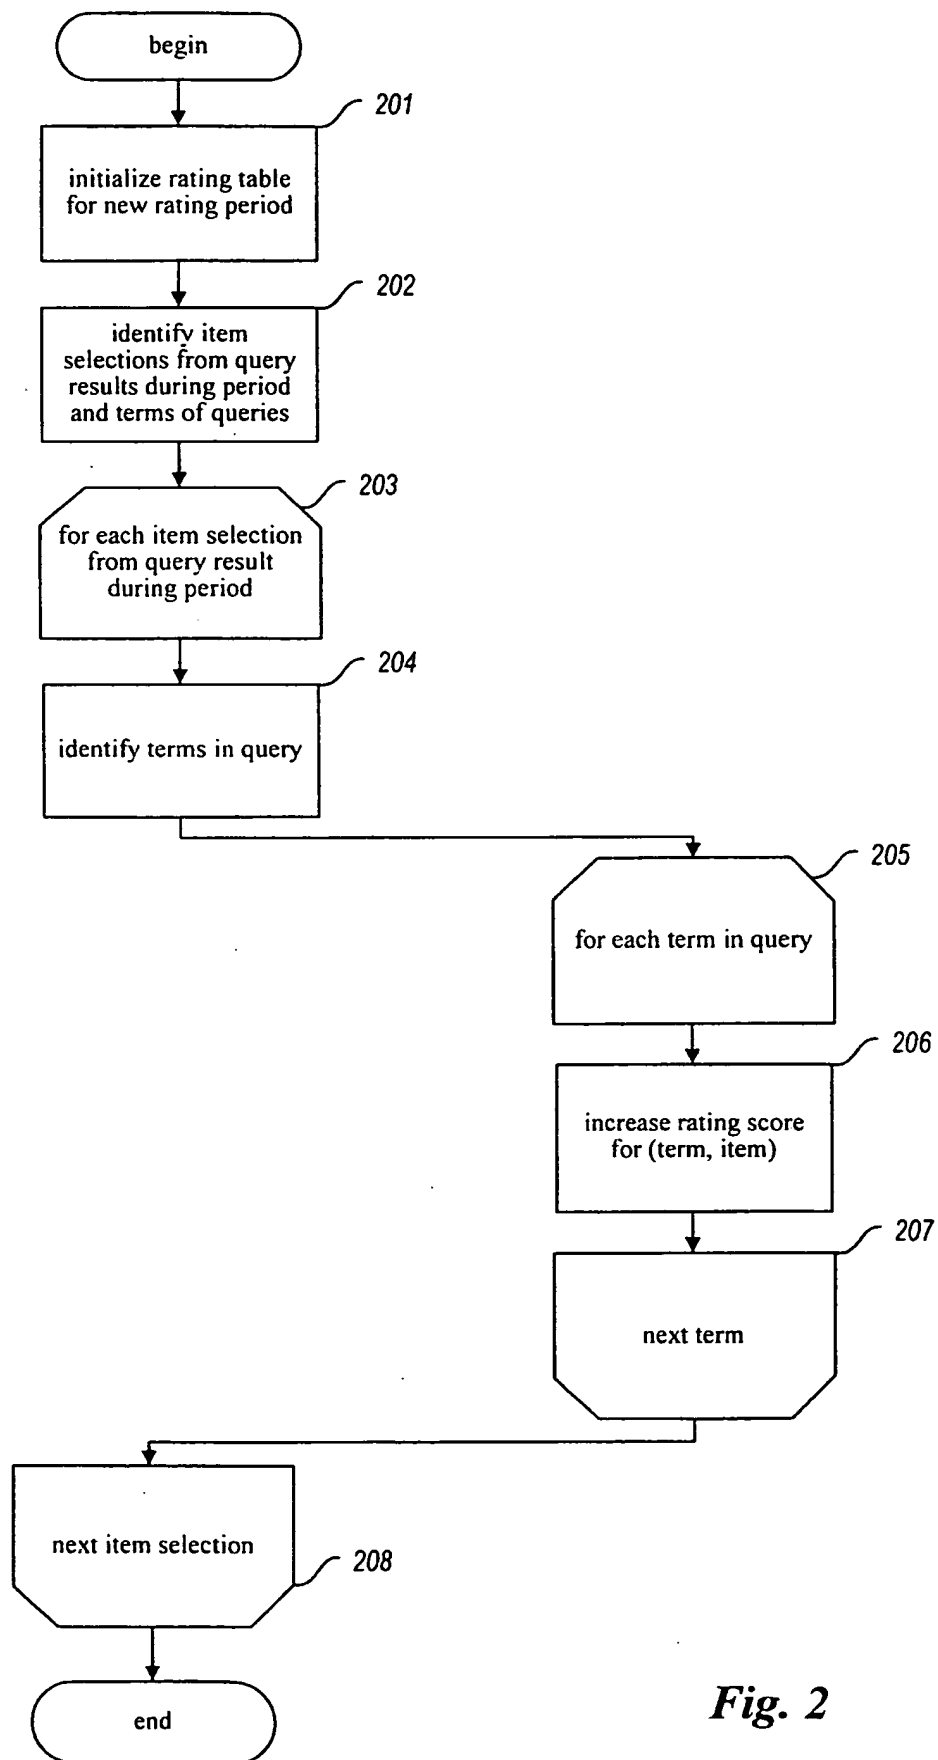 begin
201
initialize rating table
for new rating period
202
identify item
selections from query
results during period
and terms of queries
203
for each item selection
from query result
during period
204
identify terms in query
205
for each term in query
206
increase rating score
for (term, item)
207
next term
next item selection
208
end
Fig. 2